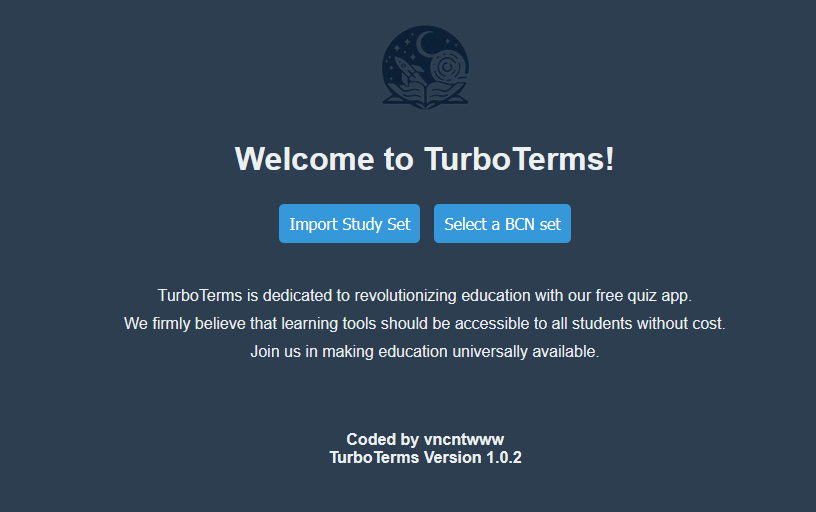 Welcome to TurboTerms!
Import Study Set
Select a BCN set
TurboTerms is dedicated to revolutionizing education with our free quiz app.
We firmly believe that learning tools should be accessible to all students without cost.
Join us in making education universally available.
Coded by vncntwww
TurboTerms Version 1.0.2